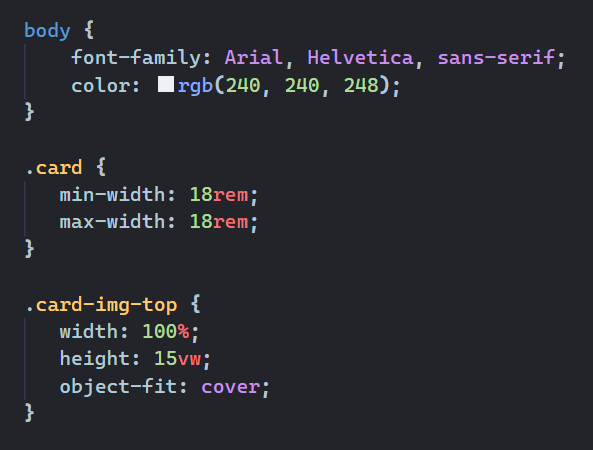 body {
    font-family: Arial, Helvetica, sans-serif;
    color: rgb(240, 240, 248);
}

.card {
   min-width: 18rem;
   max-width: 18rem;
}

.card-img-top {
   width: 100%;
   height: 15vw;
   object-fit: cover;
}